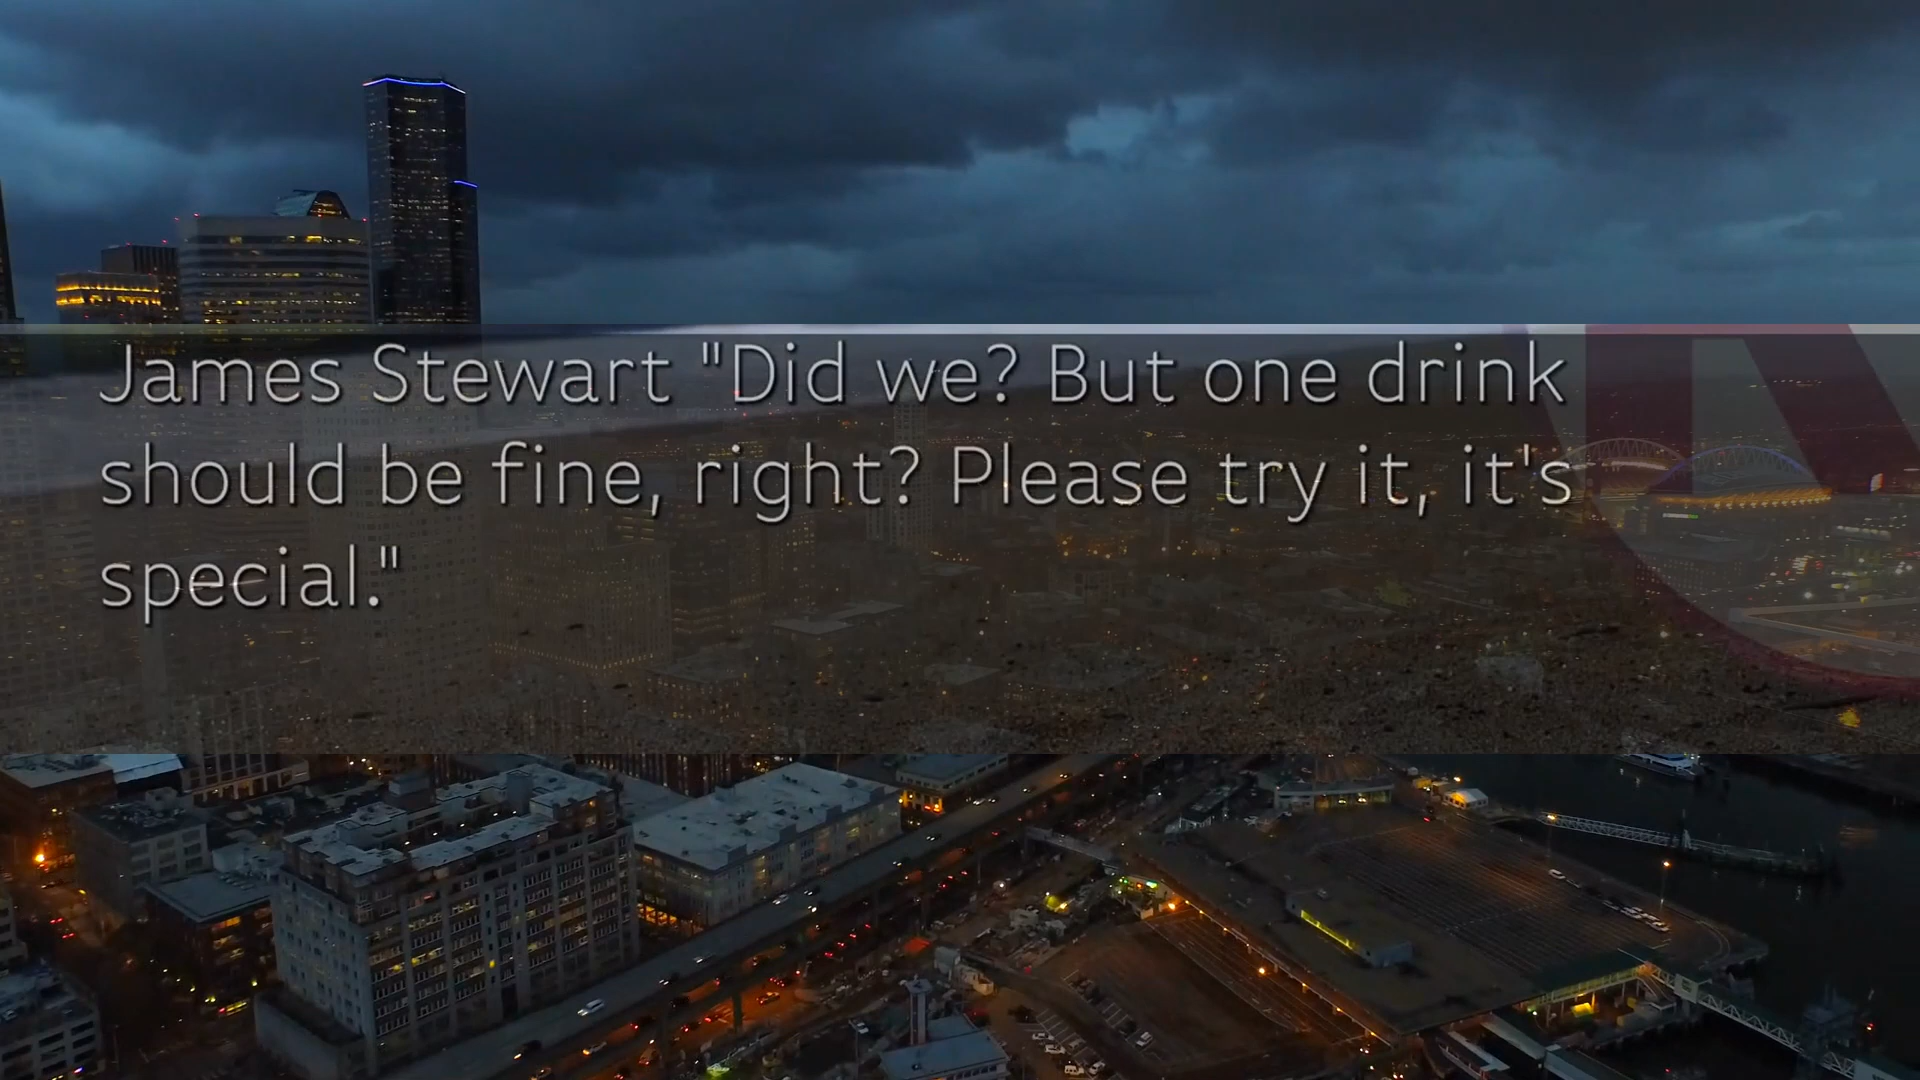 James Stewart "Did we? But one drink
should be fine, right? Please try it, it's
special."